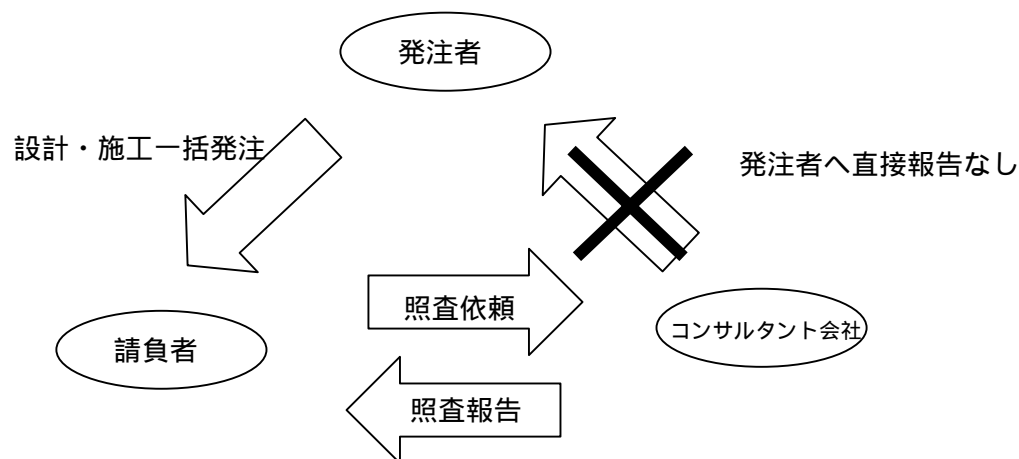 発注者
設計・施工一括発注
発注者へ直接報告なし
照査依頼
コンサルタント会社
請負者
照査報告